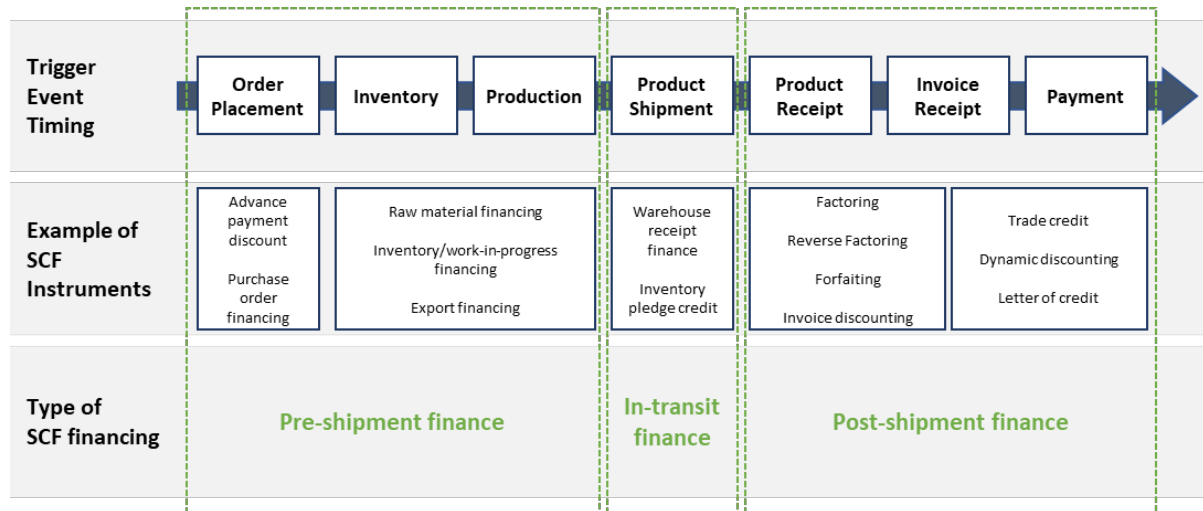 Trigger
Event
Timing
Order
Placement
Inventory
Production
Product
Shipment
Product
Receipt
Invoice
Receipt
Payment
Example of
SCF
Instruments
Advance
payment
discount
Purchase
order
financing
Raw material financing
Inventory/work-in-progress
financing
Export financing
Warehouse
receipt
finance
Inventory
pledge credit
Factoring
Reverse Factoring
Forfaiting
Invoice discounting
Trade credit
Dynamic discounting
Letter of credit
Type of
SCF financing
Pre-shipment finance
In-transit
finance
Post-shipment finance